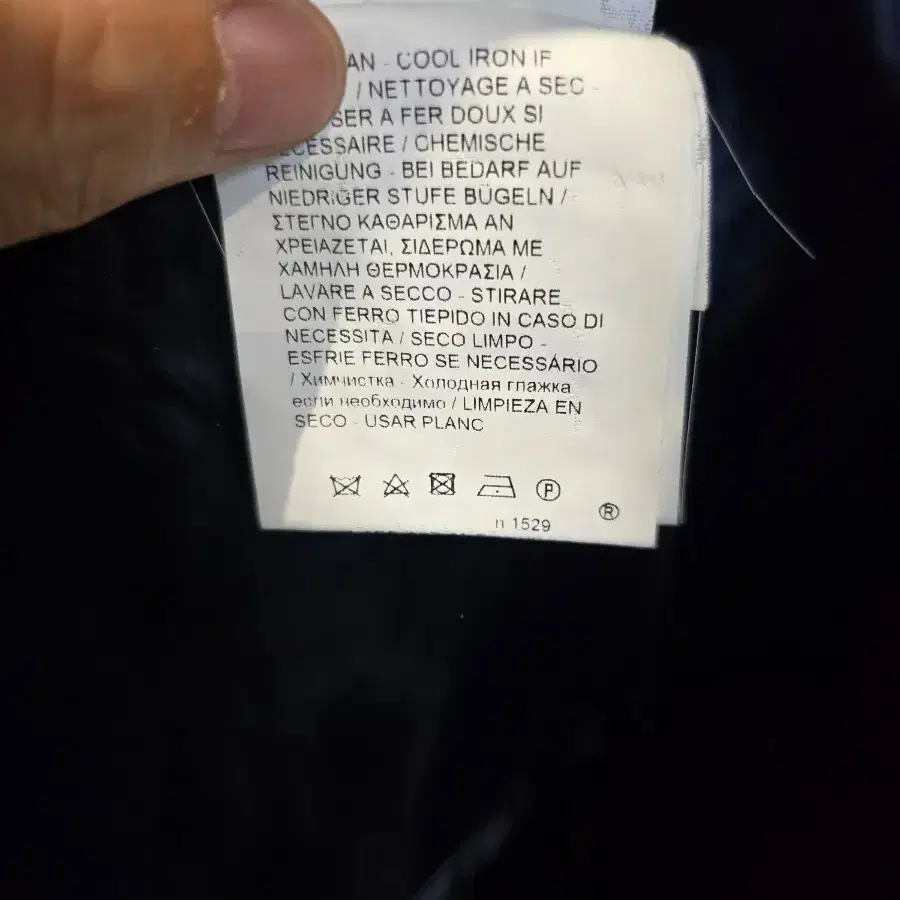 AN - COOL IRON IF
/ NETTOYAGE A SEC -
SER A FER DOUX SI
ECESSAIRE / CHEMISCHE
REINIGUNG - BEI BEDARF AUF
NIEDRIGER STUFE BÜGELN /
ΣΤΕΓΝΟ ΚΑΘΑΡΙΣΜΑ ΑΝ
ΧΡΕΙΑΖΕΤΑΙ, ΣΙΔΕΡΩΜΑ ΜΕ
ΧΑΜΗΛΗ ΘΕΡΜΟΚΡΑΣΙΑ /
LAVARE A SECCO - STIRARE
CON FERRO TIEPIDO IN CASO DI
NECESSITA / SECO LIMPO -
ESFRIE FERRO SE NECESSÁRIO
/ Химчистка - Холодная глажка
если необходимо / LIMPIEZA EN
SECO - USAR PLANC
P
®
n 1529